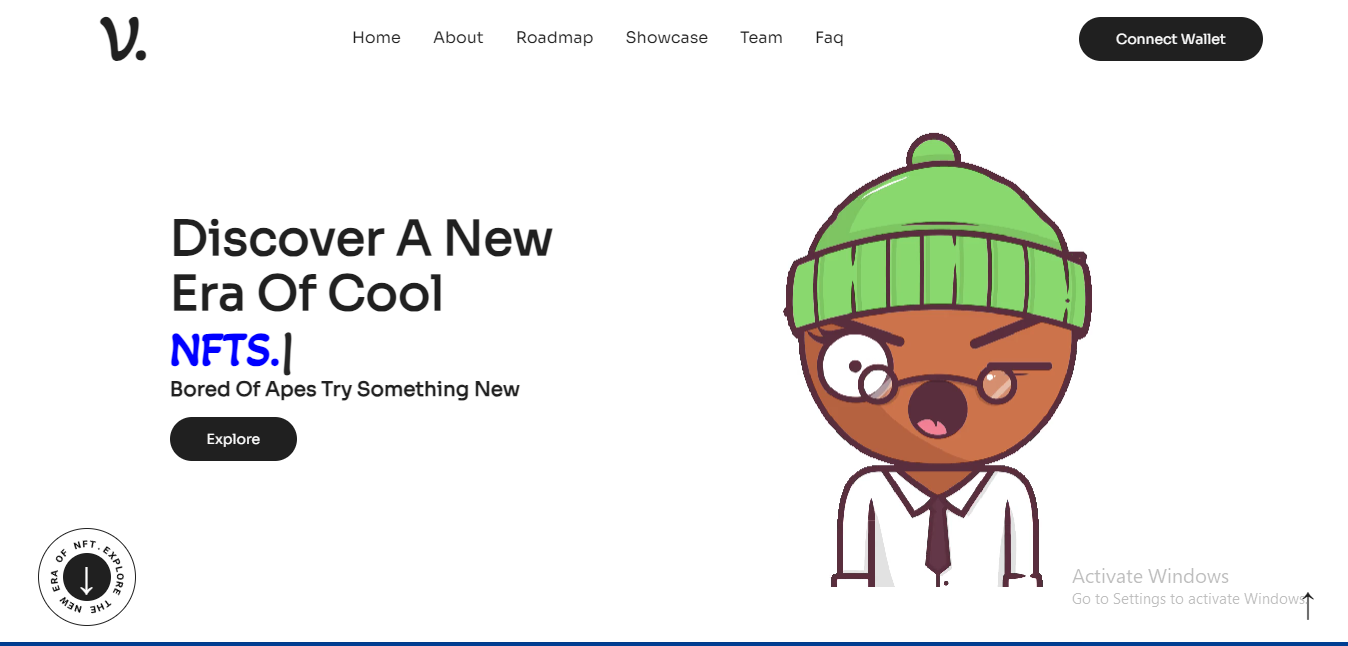 V.
Home About Roadmap Showcase Team Faq
Connect Wallet
Discover A New
Era Of Cool
NFTS.|
Bored Of Apes Try Something New
Explore
EXPLORE THE NEW ERA OF NFT.
Activate Windows
Go to Settings to activate Windows.